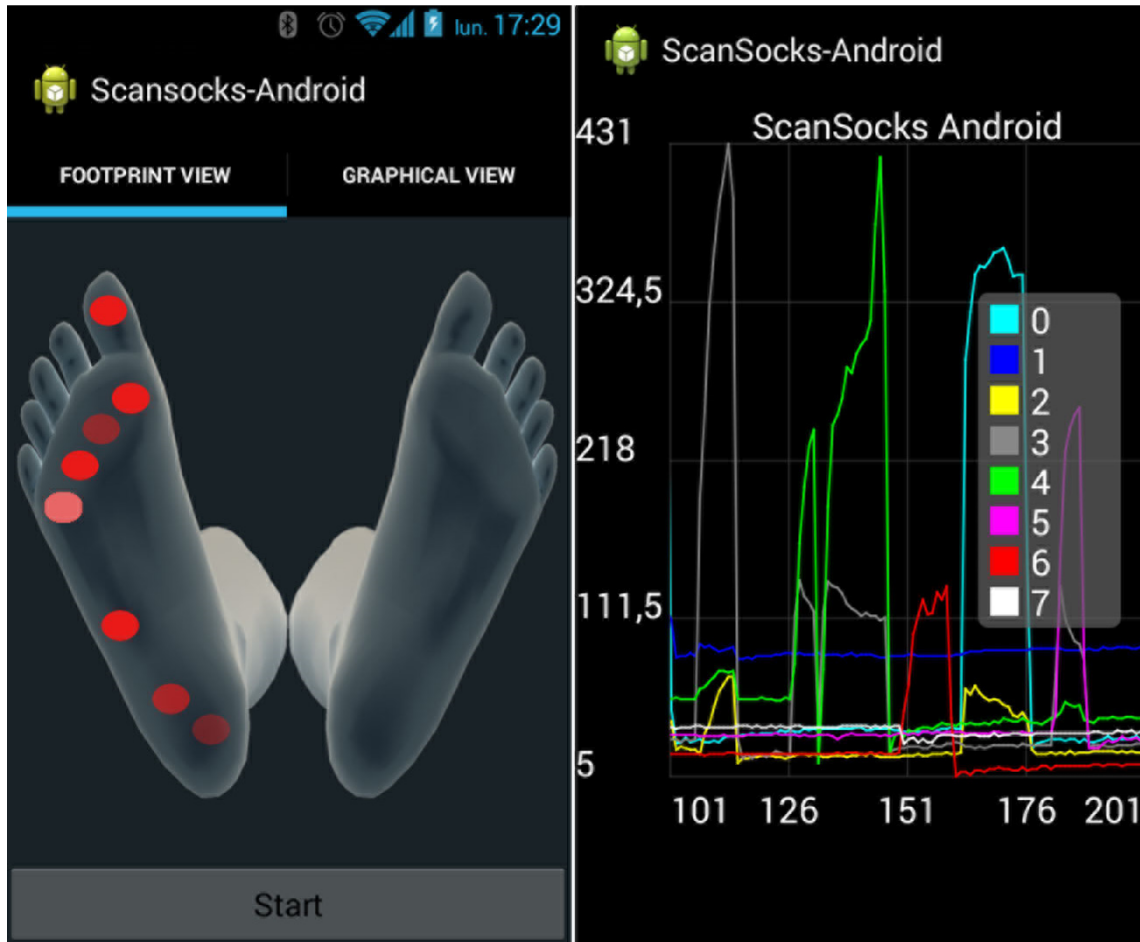 lun. 17:29
Scansocks-Android
FOOTPRINT VIEW
GRAPHICAL VIEW
Start
ScanSocks-Android
ScanSocks Android
431
324,5
218
111,5
5
101 126 151 176 201
0
1
2
3
4
5
6
7